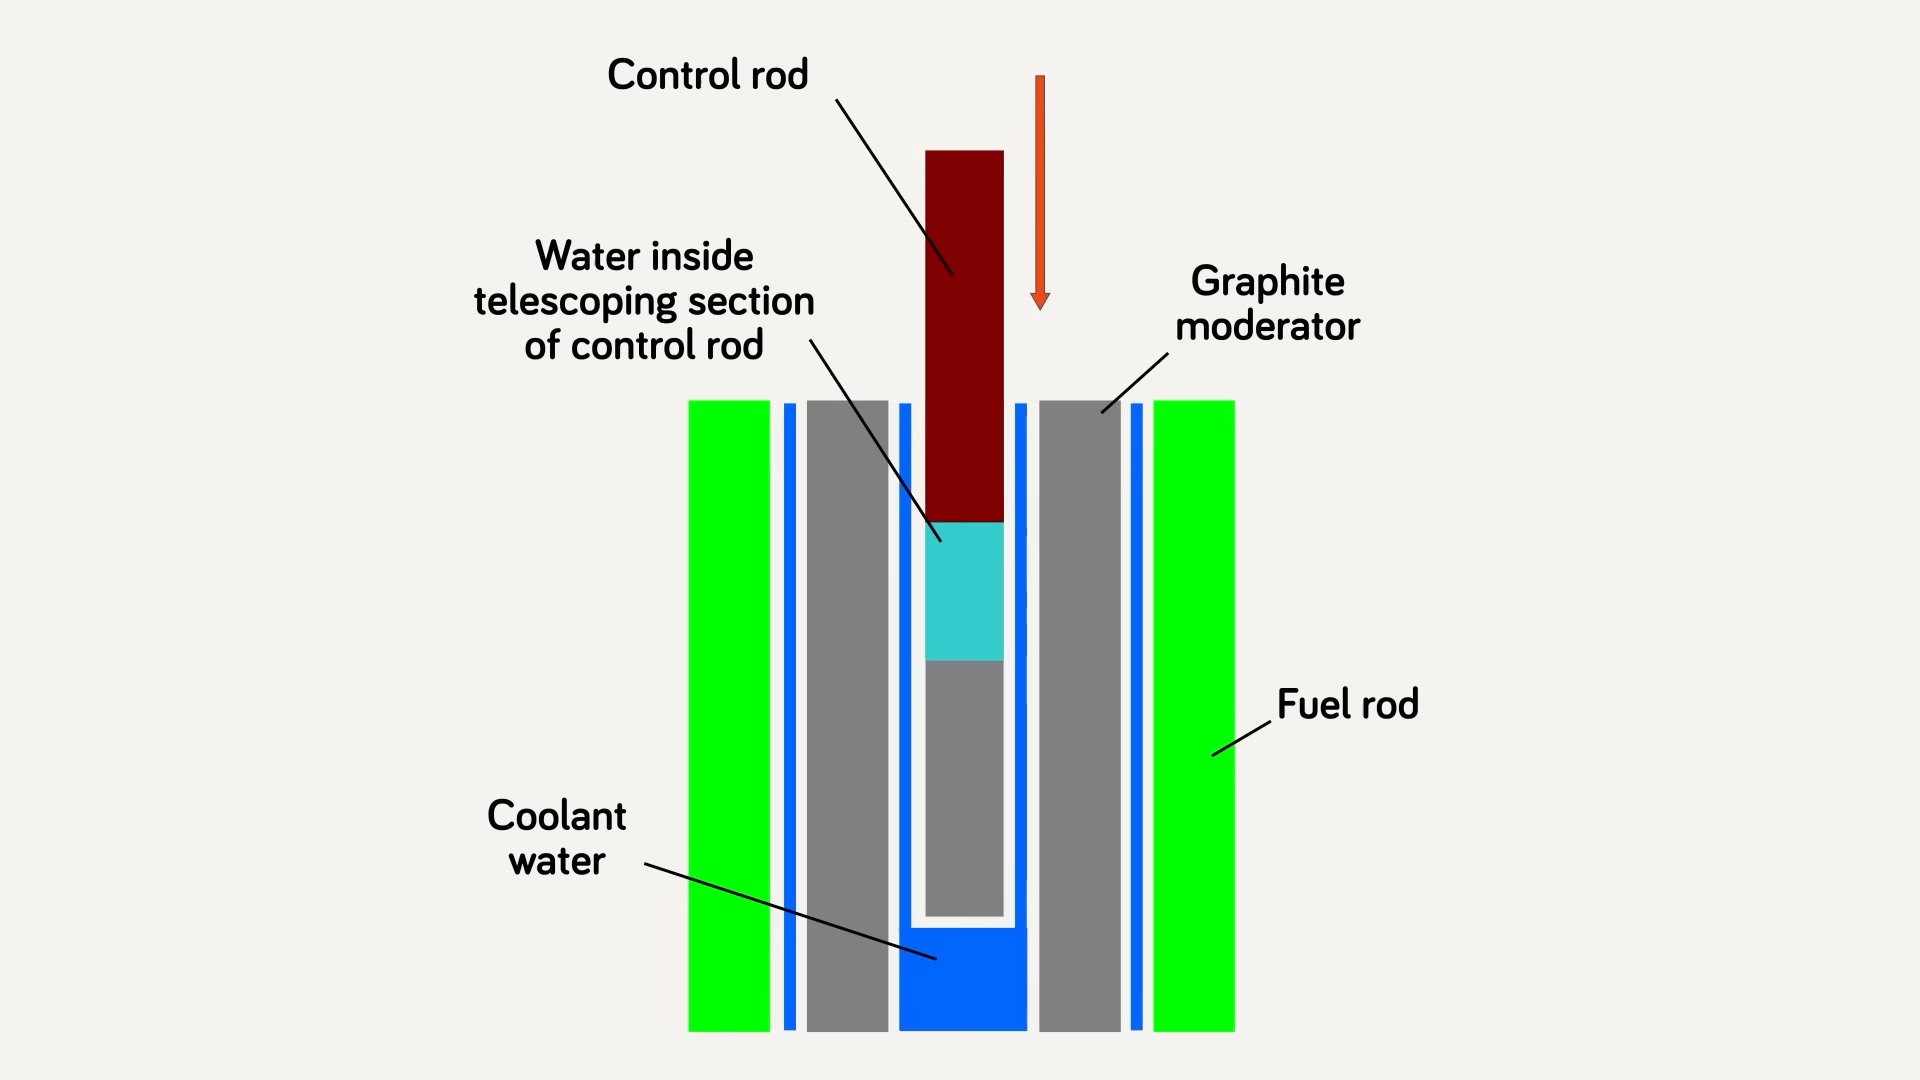 Control rod
Water inside
telescoping section
of control rod
Graphite
moderator
Fuel rod
Coolant
water